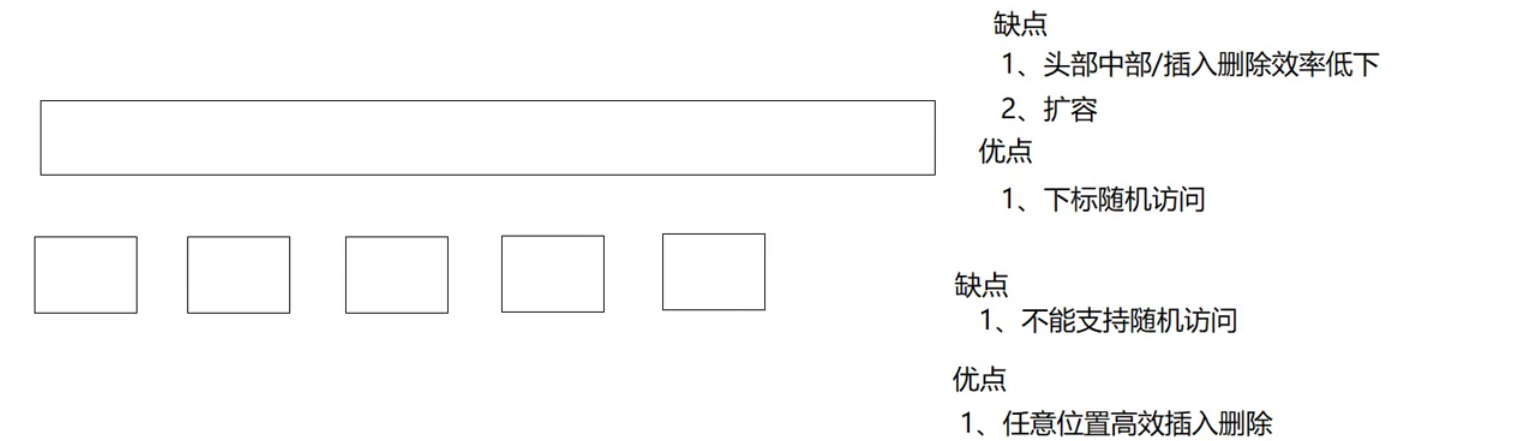 缺点
1、头部中部/插入删除效率低下
2、扩容
优点
1、下标随机访问
缺点
1、不能支持随机访问
优点
1、任意位置高效插入删除